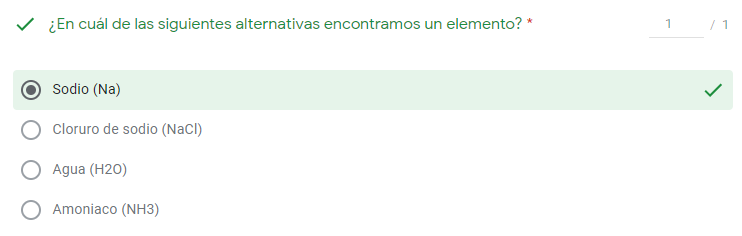 ¿En cuál de las siguientes alternativas encontramos un elemento? * 1 / 1
Sodio (Na)
Cloruro de sodio (NaCl)
Agua (H2O)
Amoniaco (NH3)